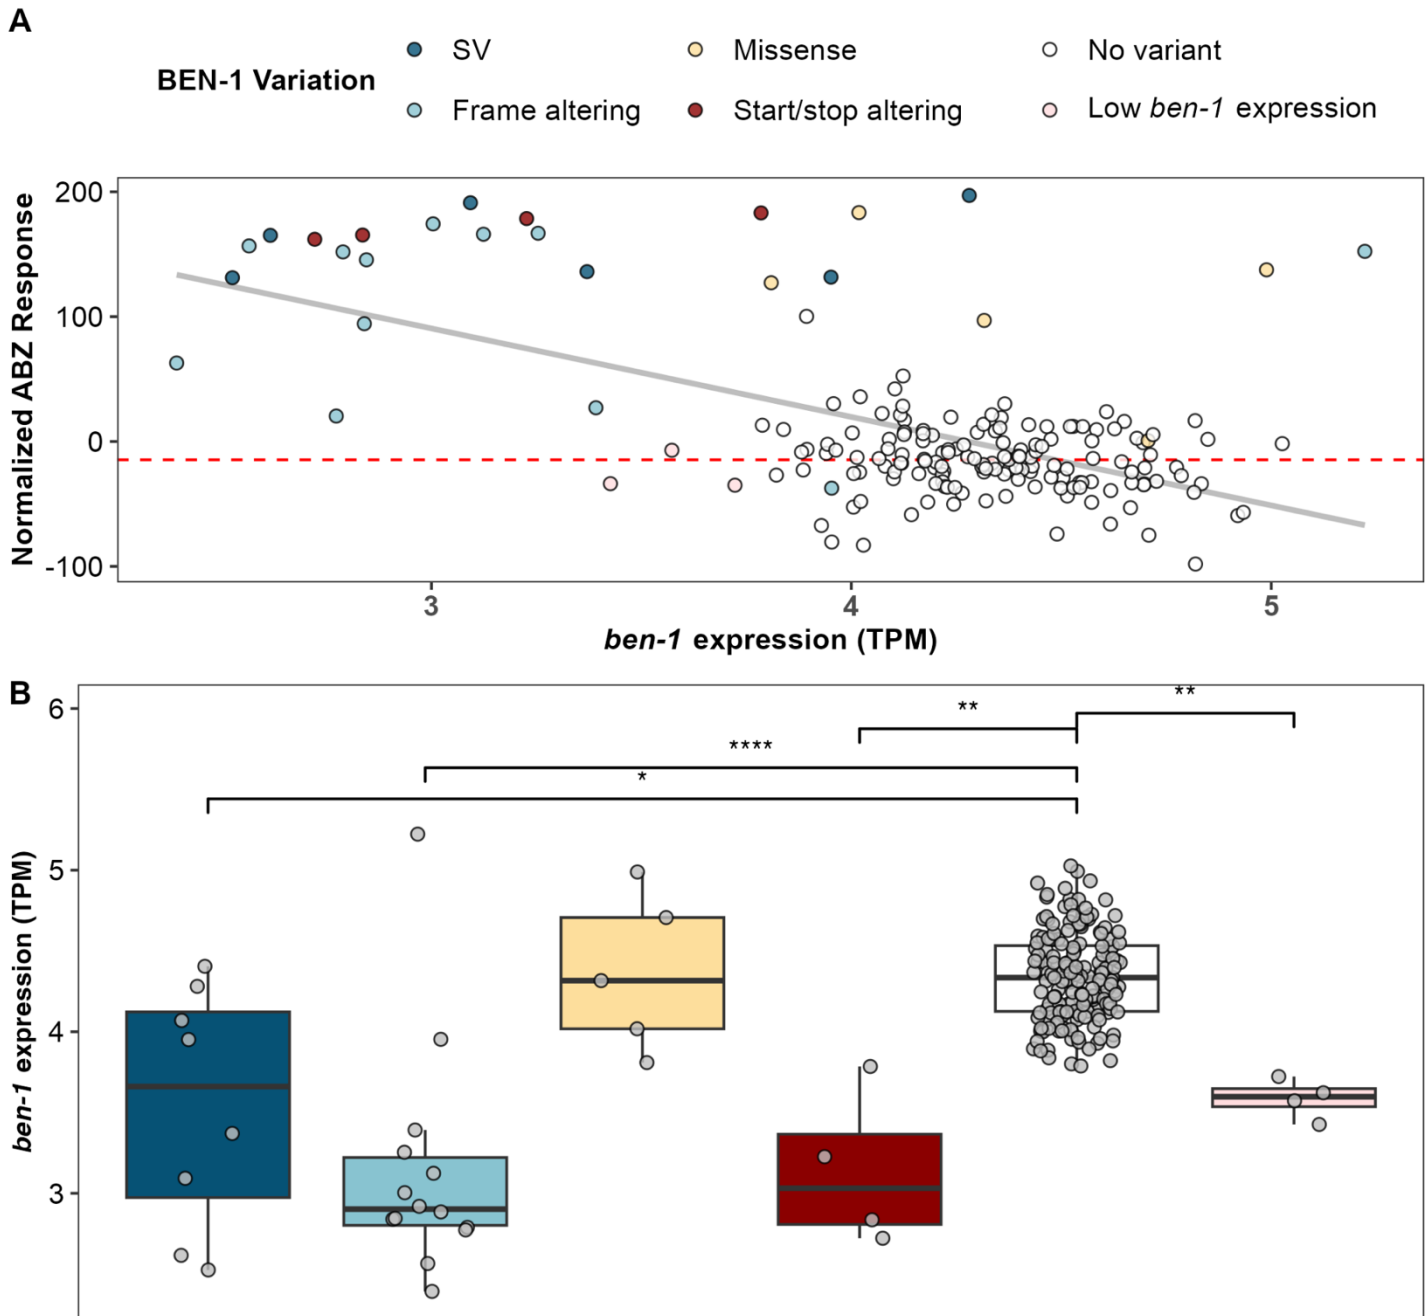 A
BEN-1 Variation
SV
Missense
No variant
Frame altering
Start/stop altering
Low ben-1 expression
Normalized ABZ Response
200
100
0
-100
3
4
5
ben-1 expression (TPM)
B
ben-1 expression (TPM)
6
5
4
3
**
**
****
*